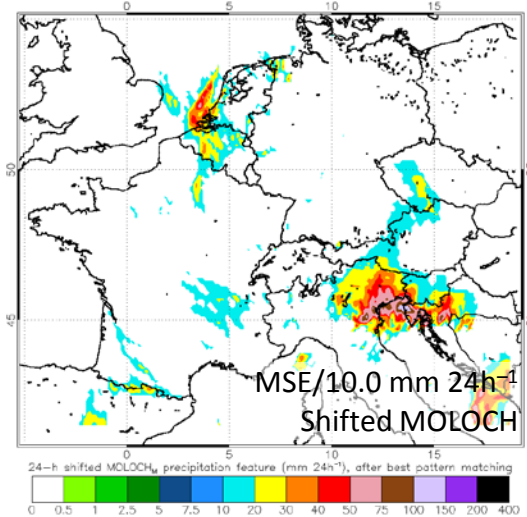 0 5 10 15
50
45
MSE/10.0 mm 24h⁻¹
Shifted MOLOCH
0 5 10 15
24-h shifted MOLOCH_M precipitation feature (mm 24h⁻¹), after best pattern matching
0 0.5 1 2.5 5 7.5 10 20 30 40 50 75 100 150 200 400